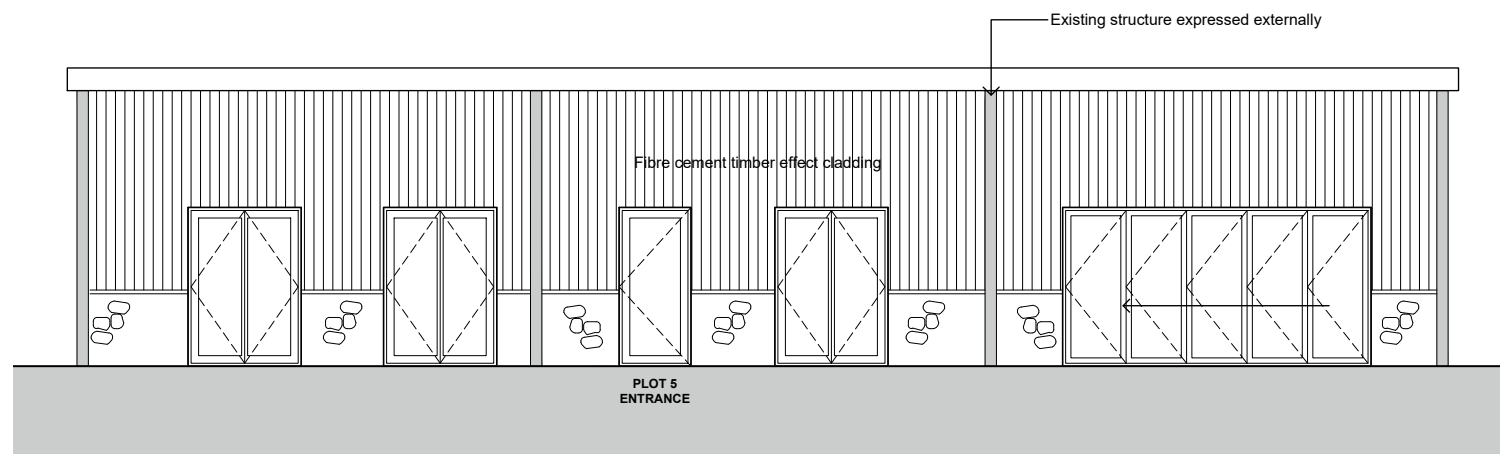 Existing structure expressed externally
Fibre cement timber effect cladding
PLOT 5
ENTRANCE